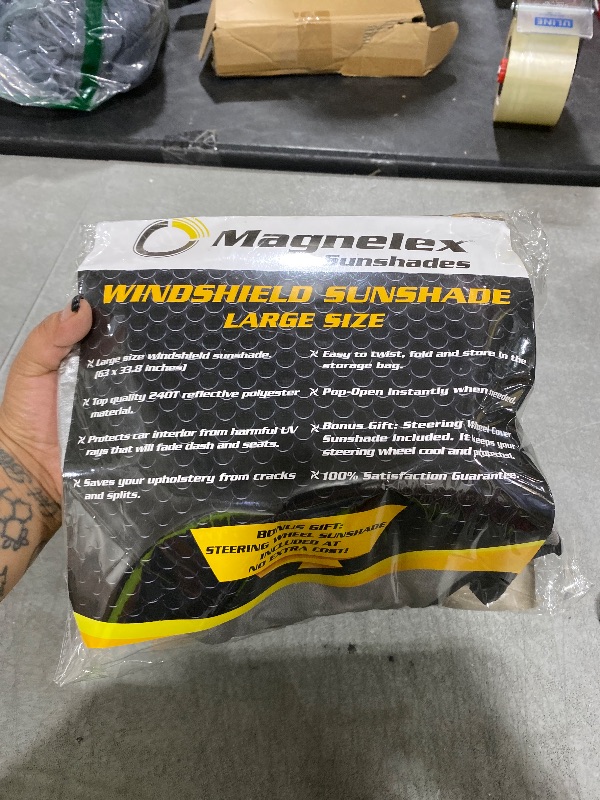 ULINE
Magnelex
Sunshades
WINDSHIELD SUNSHADE
LARGE SIZE
Large size windshield sunshade.
(63 x 33.8 inches)
Top quality 240T reflective polyester
material.
Protects car interior from harmful UV
rays that will fade dash and seats.
Saves your upholstery from cracks
and splits.
Easy to twist, fold and store in the
storage bag.
Pop-Open Instantly when needed.
Bonus Gift: Steering Wheel Cover
Sunshade Included. It keeps your
steering wheel cool and protected.
100% Satisfaction Guarantee.
BONUS GIFT:
STEERING WHEEL SUNSHADE
INCLUDED AT
NO EXTRA COST!